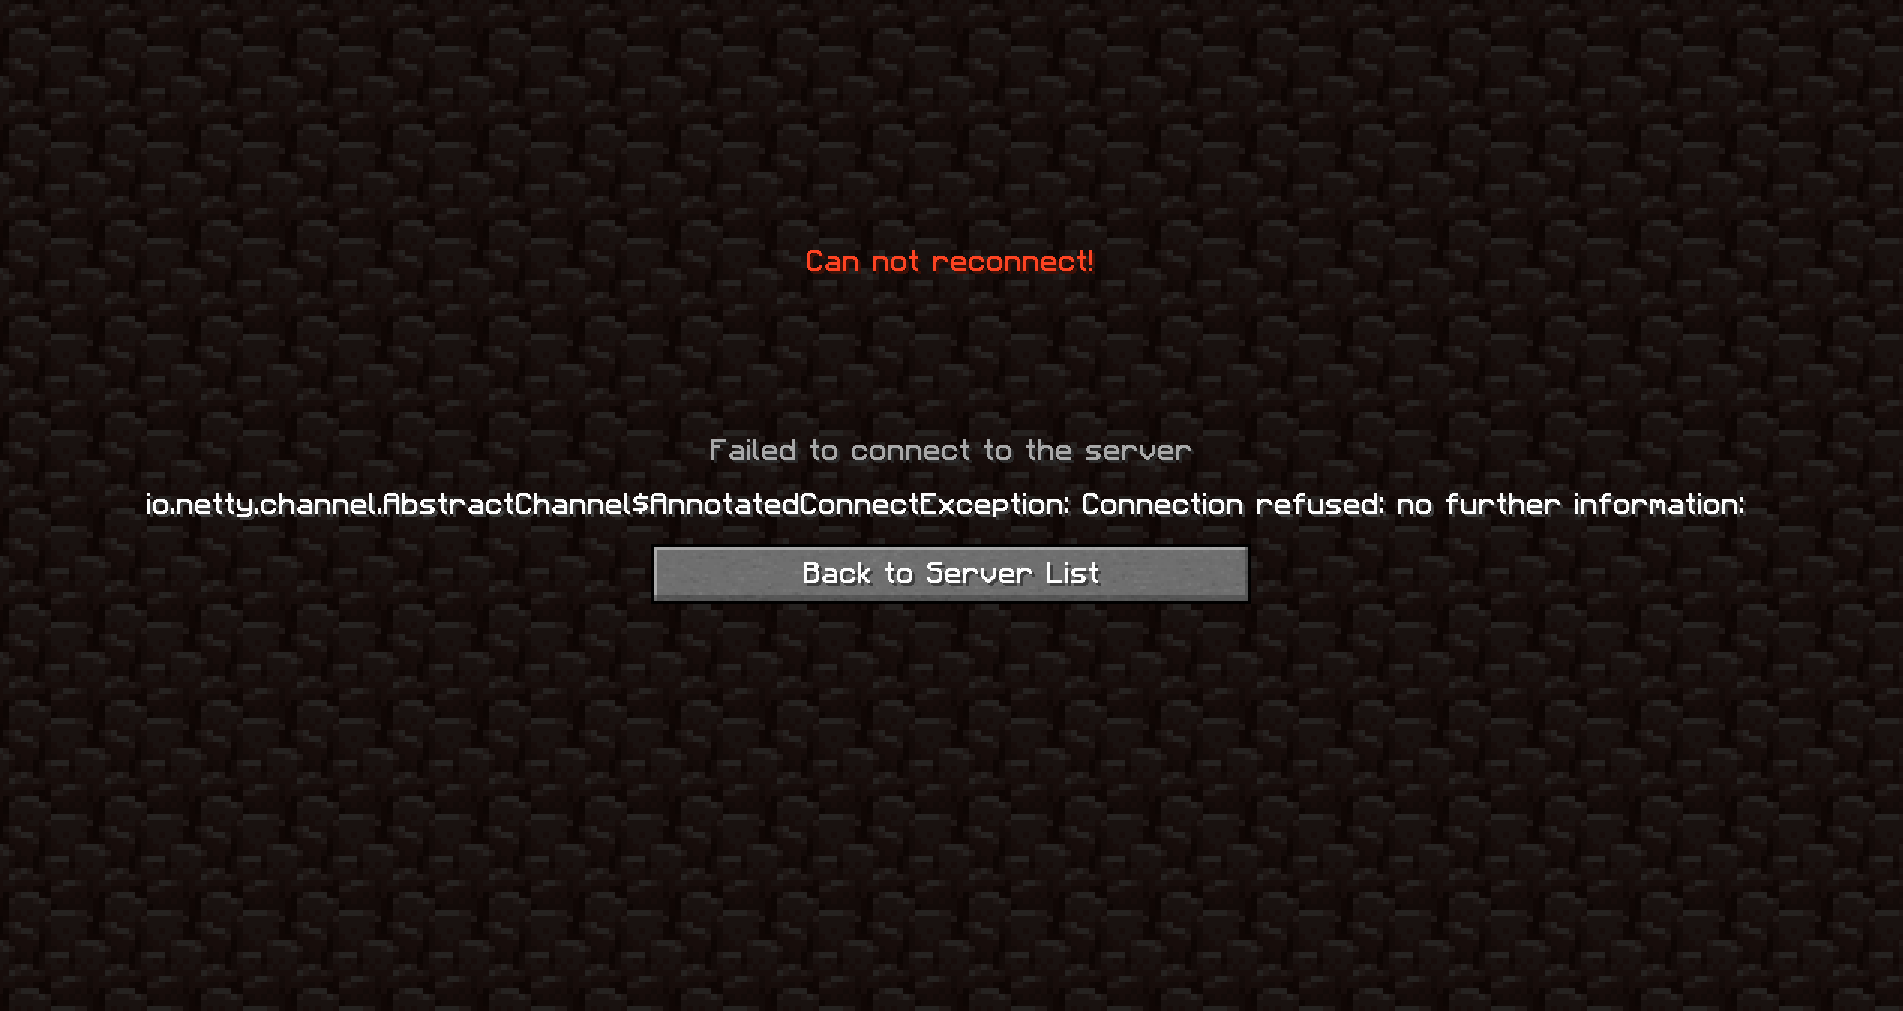 Can not reconnect!
Failed to connect to the server
io.netty.channel.AbstractChannel$AnnotatedConnectException: Connection refused: no further information:
Back to Server List